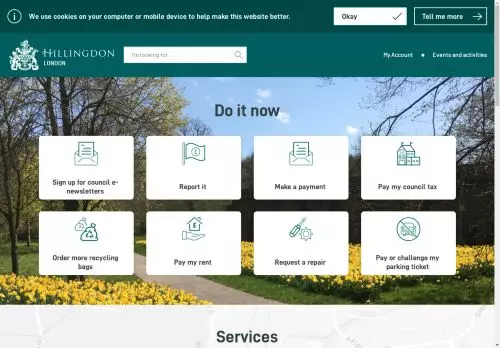 We use cookies on your computer or mobile device to help make this website better.
Okay
Tell me more
HILLINGDON
LONDON
I'm looking for...
My Account
Events and activities
Do it now
Sign up for council e-
newsletters
Report it
Make a payment
Pay my council tax
Order more recycling
bags
Pay my rent
Request a repair
Pay or challenge my
parking ticket
Services